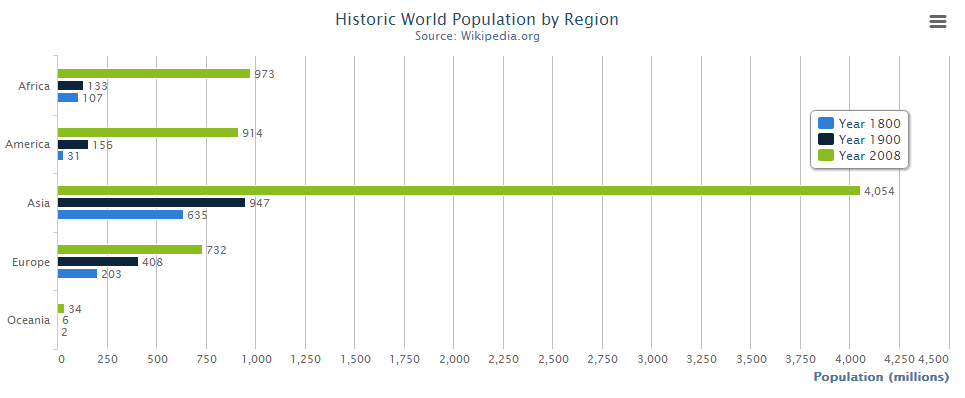 Historic World Population by Region
Source: Wikipedia.org
973
Africa
133
107
Year 1800
Year 1900
Year 2008
914
America
156
31
4,054
Asia
947
635
732
Europe
408
203
34
Oceania
6
2
0 250 500 750 1,000 1,250 1,500 1,750 2,000 2,250 2,500 2,750 3,000 3,250 3,500 3,750 4,000 4,250 4,500
Population (millions)